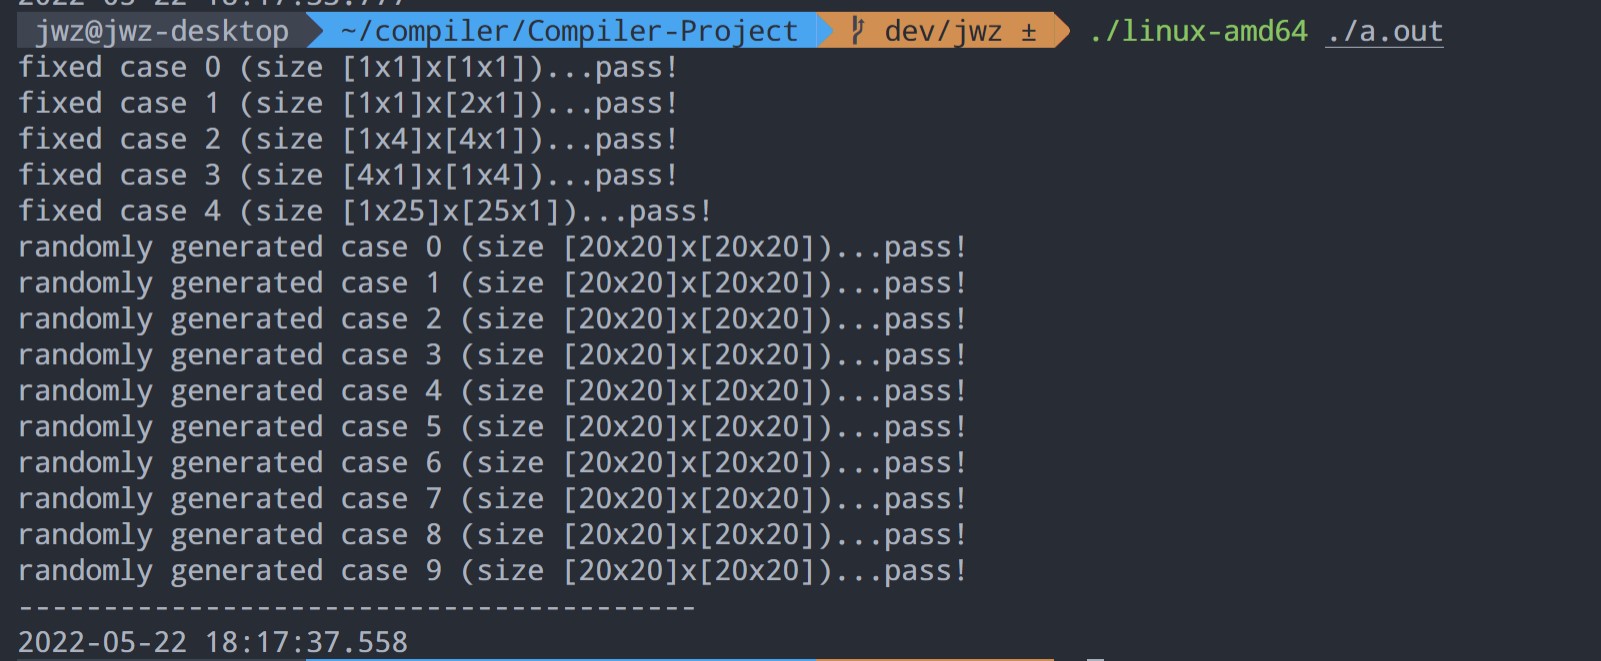 jwz@jwz-desktop ~/compiler/Compiler-Project dev/jwz ± ./linux-amd64 ./a.out
fixed case 0 (size [1x1]x[1x1])...pass!
fixed case 1 (size [1x1]x[2x1])...pass!
fixed case 2 (size [1x4]x[4x1])...pass!
fixed case 3 (size [4x1]x[1x4])...pass!
fixed case 4 (size [1x25]x[25x1])...pass!
randomly generated case 0 (size [20x20]x[20x20])...pass!
randomly generated case 1 (size [20x20]x[20x20])...pass!
randomly generated case 2 (size [20x20]x[20x20])...pass!
randomly generated case 3 (size [20x20]x[20x20])...pass!
randomly generated case 4 (size [20x20]x[20x20])...pass!
randomly generated case 5 (size [20x20]x[20x20])...pass!
randomly generated case 6 (size [20x20]x[20x20])...pass!
randomly generated case 7 (size [20x20]x[20x20])...pass!
randomly generated case 8 (size [20x20]x[20x20])...pass!
randomly generated case 9 (size [20x20]x[20x20])...pass!
----------------------------------------
2022-05-22 18:17:37.558